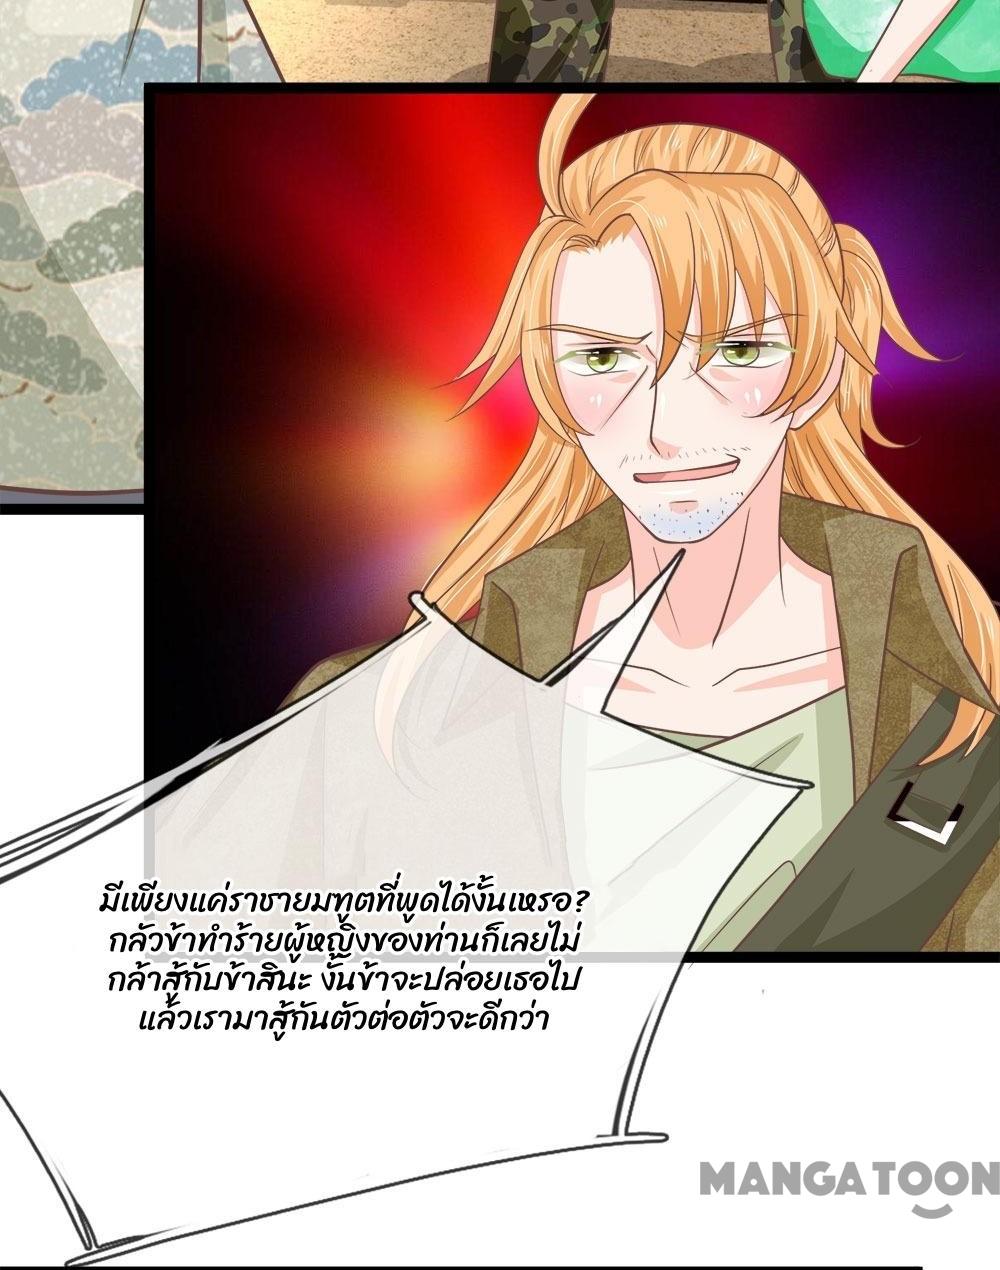 มีเพียงแค่ราชายมทูตที่พูดได้งั้นเหรอ?
กลัวข้าทำร้ายผู้หญิงของท่านก็เลยไม่
กล้าสู้กับข้าสินะ งั้นข้าจะปล่อยเธอไป
แล้วเรามาสู้กันตัวต่อตัวจะดีกว่า
MANGATOON